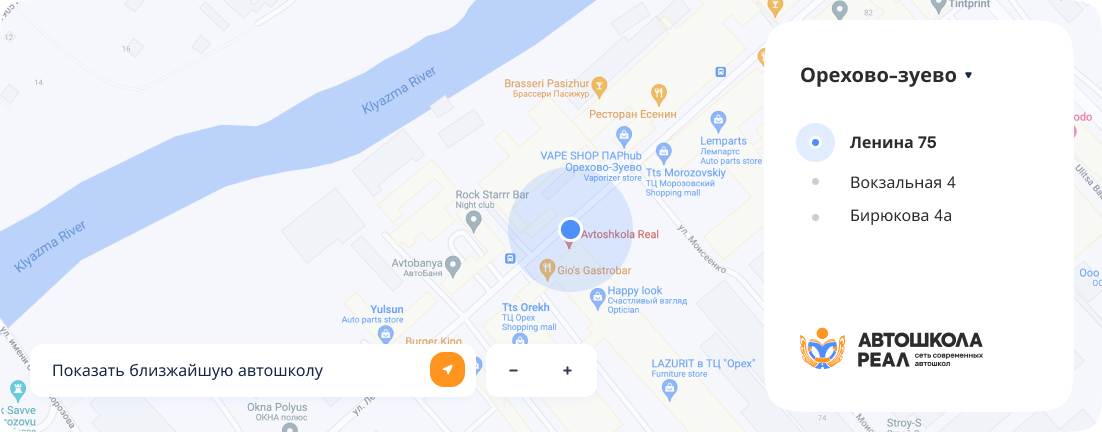 Tintprint
12
16
14
82
Klyazma River
Klyazma River
Brasseri Pasizhur
Брассери Пасижур
Ресторан Есенин
Lemparts
Лемпартс
Auto parts store
VAPE SHOP ПАРhub
Орехово-Зуево
Vaporizer store
Tts Morozovskiy
ТЦ Морозовский
Shopping mall
Rock Starrr Bar
Night club
Avtoshkola Real
ул. Моисеенко
Avtobanya
АвтоБаня
Gio's Gastrobar
Happy look
Счастливый взгляд
Optician
Yulsun
Auto parts store
Tts Orekh
ТЦ Орех
Shopping mall
Burger King
LAZURIT в ТЦ "Орех"
Furniture store
Okna Polyus
ОКНА полюс
Stroy-S
Ulitsa
ООО
Показать ближайшую автошколу
−
+
Орехово–зуево
Ленина 75
Вокзальная 4
Бирюкова 4а
АВТОШКОЛА
РЕАЛ
сеть современных
автошкол